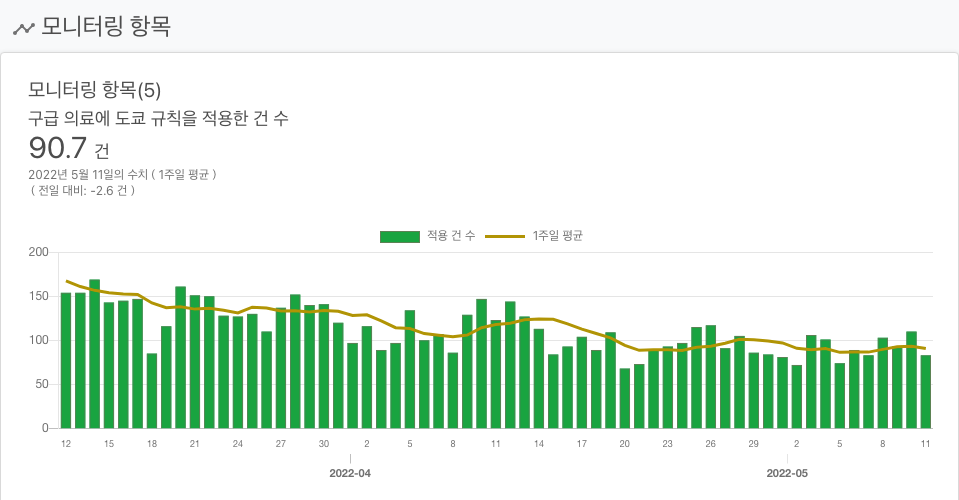 모니터링 항목
모니터링 항목(5)
구급 의료에 도쿄 규칙을 적용한 건 수
90.7 건
2022년 5월 11일의 수치 ( 1주일 평균 )
( 전일 대비: -2.6 건 )
적용 건 수 1주일 평균
200
150
100
50
0
12 15 18 21 24 27 30 2 5 8 11 14 17 20 23 26 29 2 5 8 11
2022-04 2022-05